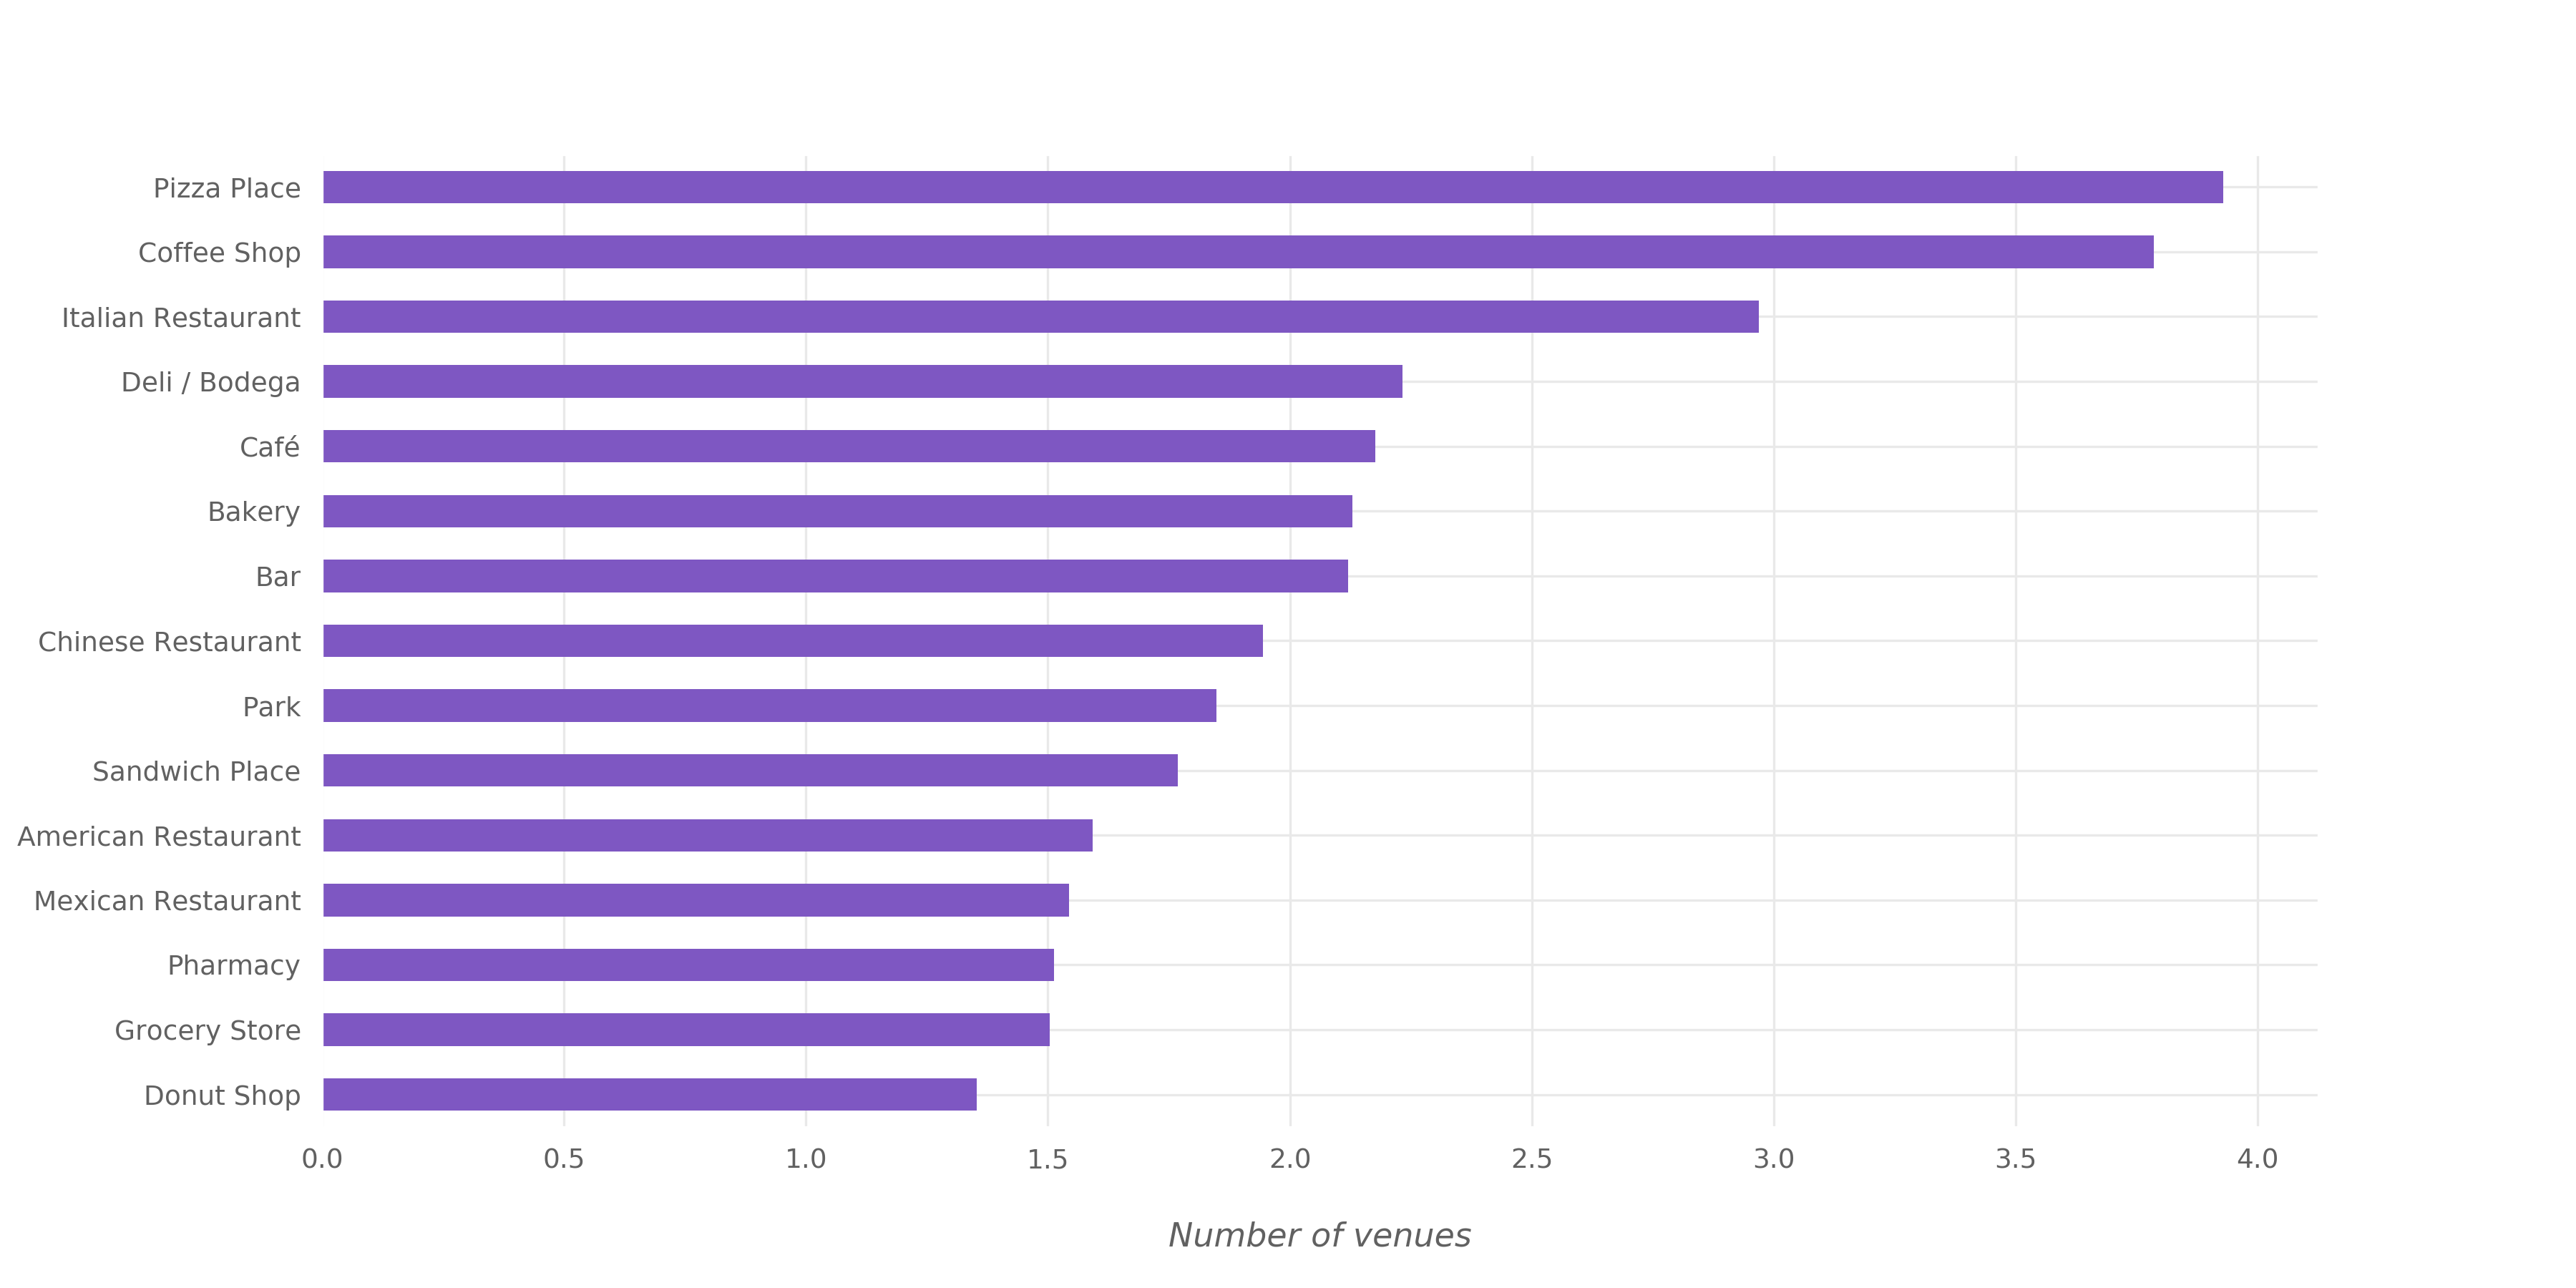 Pizza Place
Coffee Shop
Italian Restaurant
Deli / Bodega
Café
Bakery
Bar
Chinese Restaurant
Park
Sandwich Place
American Restaurant
Mexican Restaurant
Pharmacy
Grocery Store
Donut Shop
0.0 0.5 1.0 1.5 2.0 2.5 3.0 3.5 4.0
Number of venues